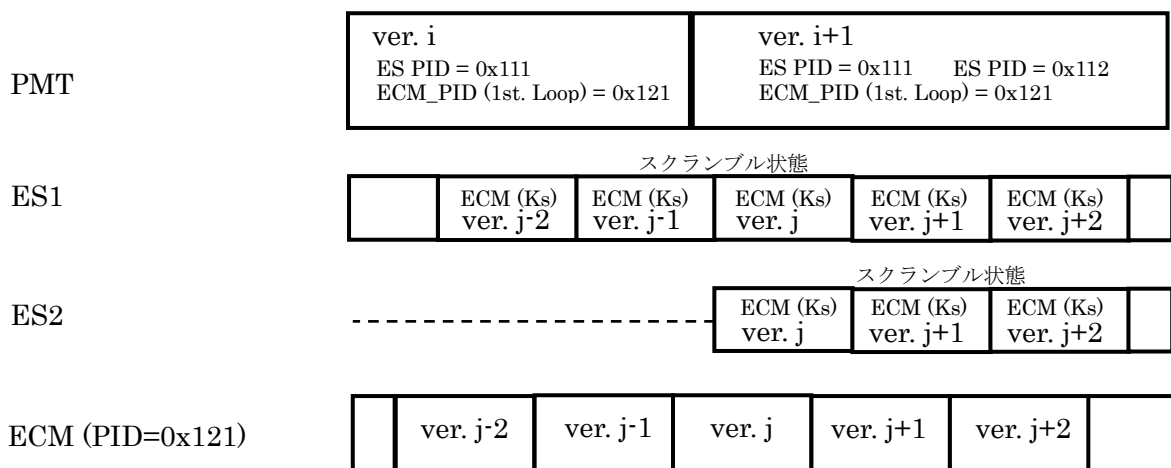 PMT
ver. i
ES PID = 0x111
ECM_PID (1st. Loop) = 0x121
ver. i+1
ES PID = 0x111 ES PID = 0x112
ECM_PID (1st. Loop) = 0x121
スクランブル状態
ES1
ECM (Ks)
ver. j-2
ECM (Ks)
ver. j-1
ECM (Ks)
ver. j
ECM (Ks)
ver. j+1
ECM (Ks)
ver. j+2
スクランブル状態
ES2
ECM (Ks)
ver. j
ECM (Ks)
ver. j+1
ECM (Ks)
ver. j+2
ECM (PID=0x121)
ver. j-2
ver. j-1
ver. j
ver. j+1
ver. j+2